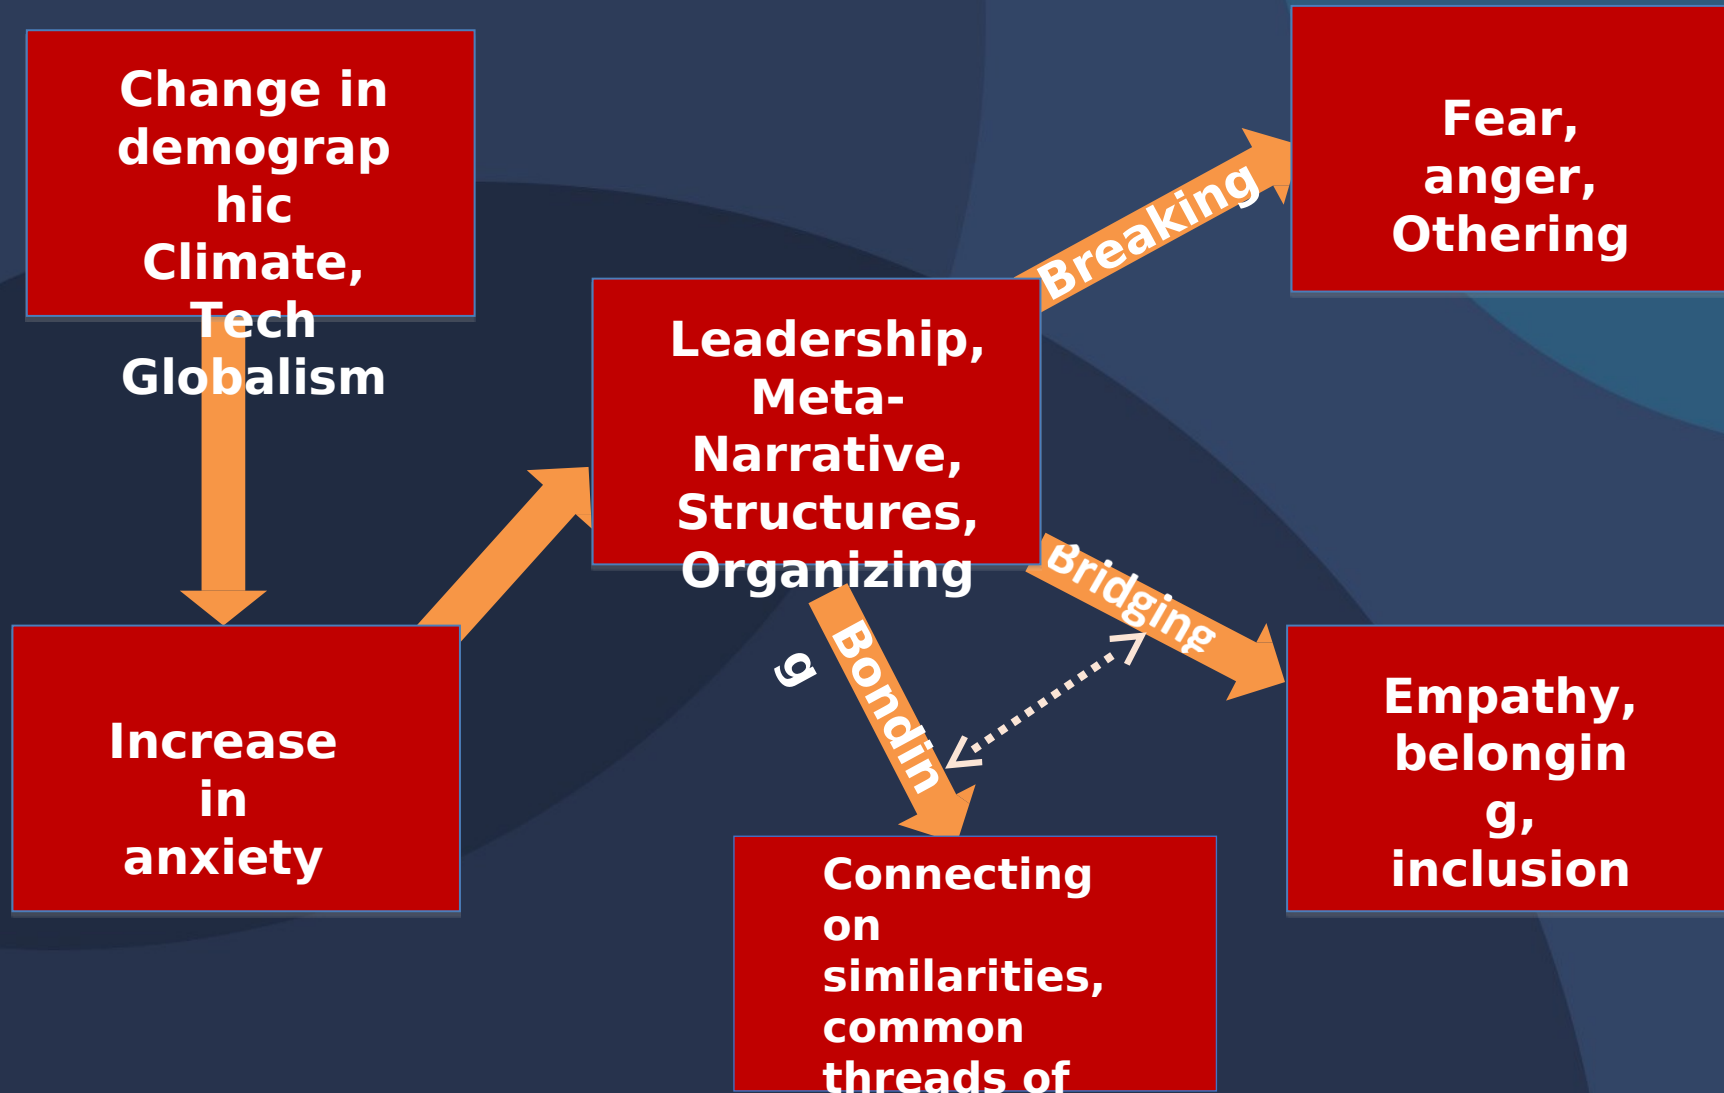 Change in
demograp
hic
Climate,
Tech
Globalism
Increase
in
anxiety
Leadership,
Meta-
Narrative,
Structures,
Organizing
Breaking
Fear,
anger,
Othering
Bridging
Empathy,
belongin
g,
inclusion
Bondin
g
Connecting
on
similarities,
common
threads of